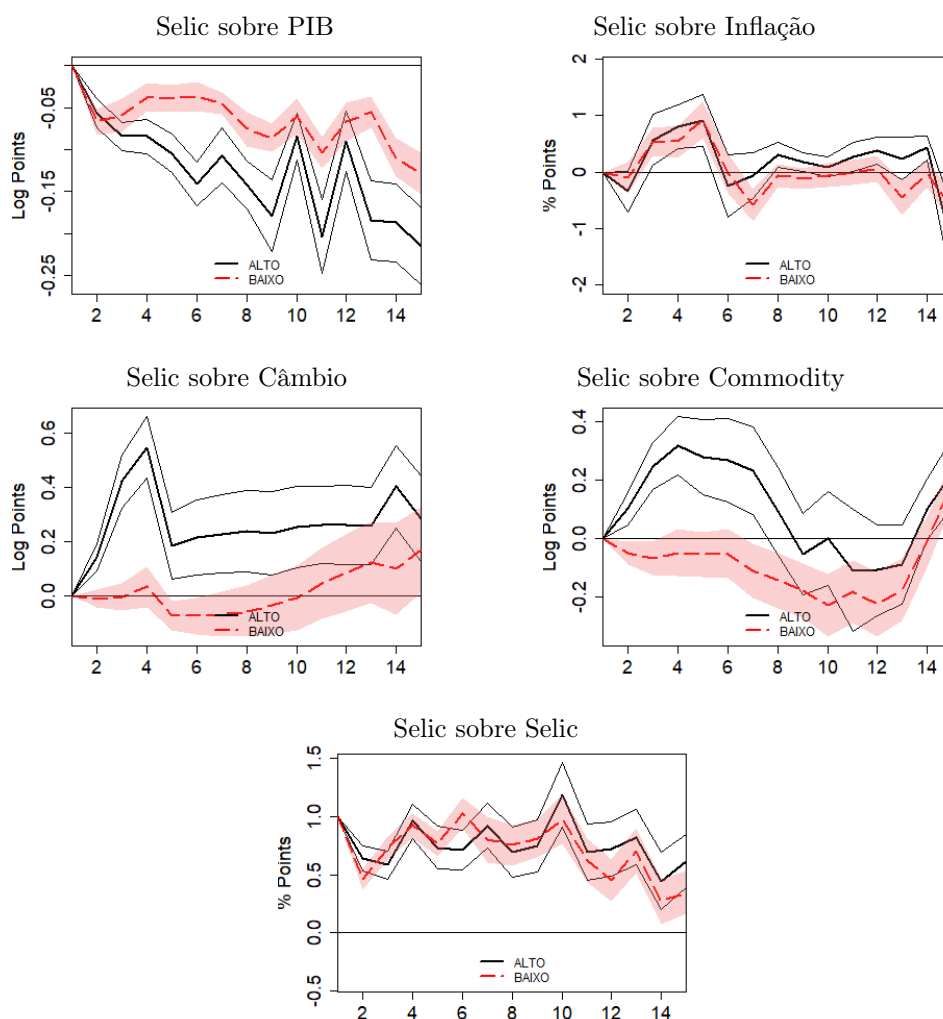 Selic sobre PIB
Selic sobre Inflação
Log Points
-0.05
-0.15
-0.25
ALTO
BAIXO
2 4 6 8 10 12 14
% Points
2
1
0
-1
-2
ALTO
BAIXO
2 4 6 8 10 12 14
Selic sobre Câmbio
Selic sobre Commodity
Log Points
0.6
0.4
0.2
0.0
ALTO
BAIXO
2 4 6 8 10 12 14
Log Points
0.4
0.2
0.0
-0.2
ALTO
BAIXO
2 4 6 8 10 12 14
Selic sobre Selic
% Points
1.5
1.0
0.5
0.0
-0.5
ALTO
BAIXO
2 4 6 8 10 12 14